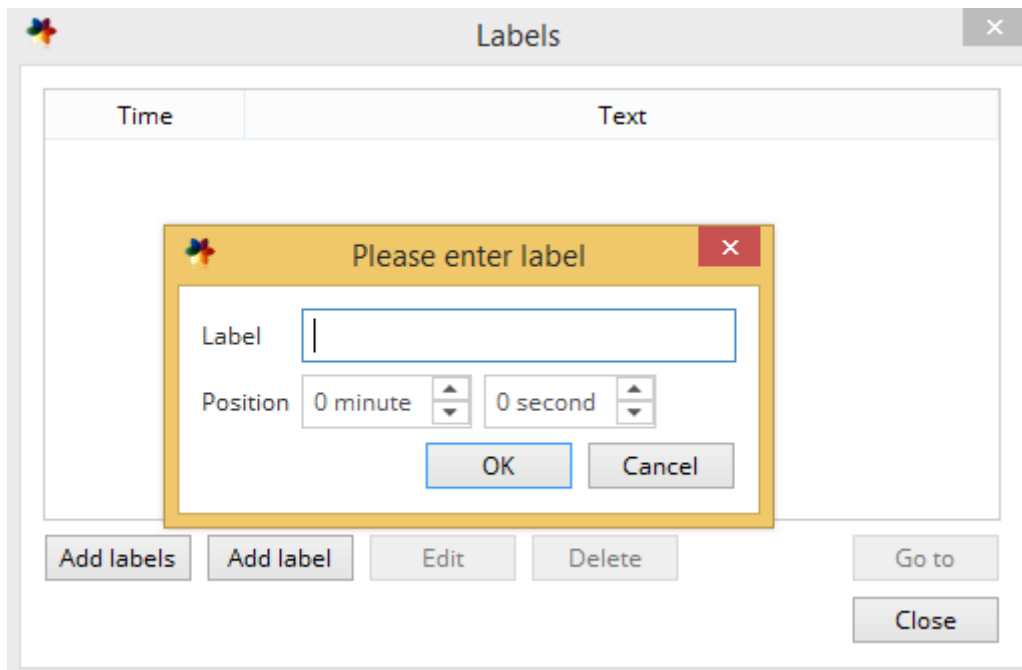 Labels
Time Text
Please enter label
Label
Position 0 minute 0 second
OK Cancel
Add labels Add label Edit Delete Go to
Close